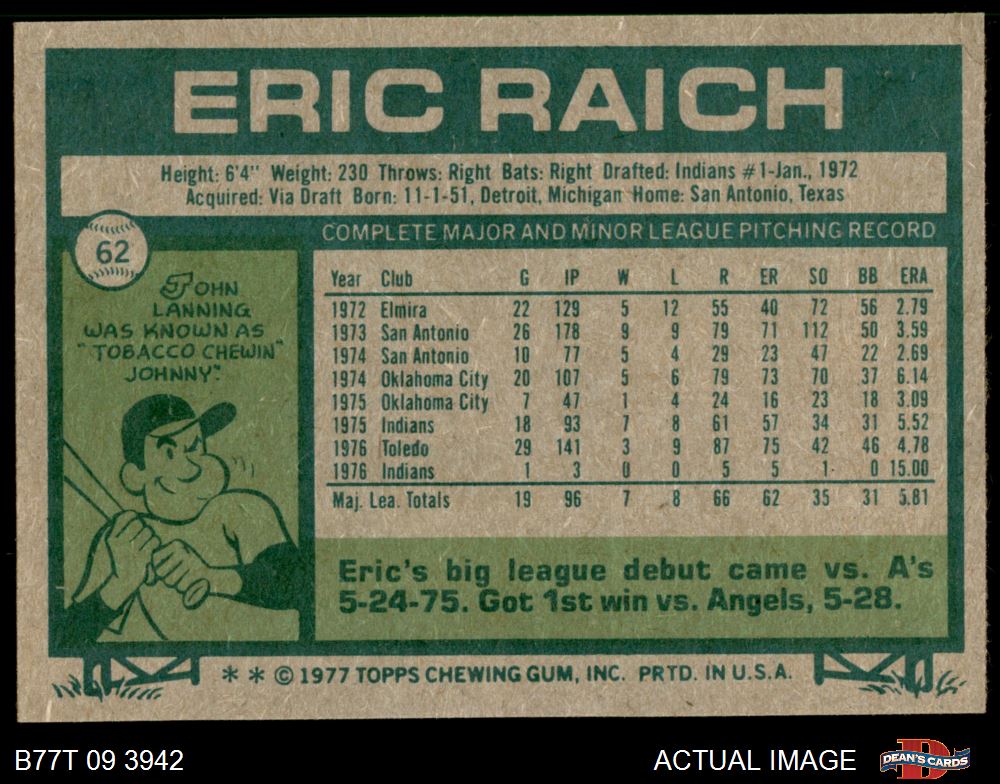 ERIC RAICH
Height: 6'4" Weight: 230 Throws: Right Bats: Right Drafted: Indians #1-Jan., 1972
Acquired: Via Draft Born: 11-1-51, Detroit, Michigan Home: San Antonio, Texas
62
JOHN
LANNING
WAS KNOWN AS
"TOBACCO CHEWIN"
JOHNNY."
COMPLETE MAJOR AND MINOR LEAGUE PITCHING RECORD
Year Club G IP W L R ER SO BB ERA
1972 Elmira 22 129 5 12 55 40 72 56 2.79
1973 San Antonio 26 178 9 9 79 71 112 50 3.59
1974 San Antonio 10 77 5 4 29 23 47 22 2.69
1974 Oklahoma City 20 107 5 6 79 73 70 37 6.14
1975 Oklahoma City 7 47 1 4 24 16 23 18 3.09
1975 Indians 18 93 7 8 61 57 34 31 5.52
1976 Toledo 29 141 3 9 87 75 42 46 4.78
1976 Indians 1 3 0 0 5 5 1 0 15.00
Maj. Lea. Totals 19 96 7 8 66 62 35 31 5.81
Eric's big league debut came vs. A's
5-24-75. Got 1st win vs. Angels, 5-28.
* * © 1977 TOPPS CHEWING GUM, INC. PRTD. IN U.S.A.
B77T 09 3942
ACTUAL IMAGE
DEAN'S CARDS